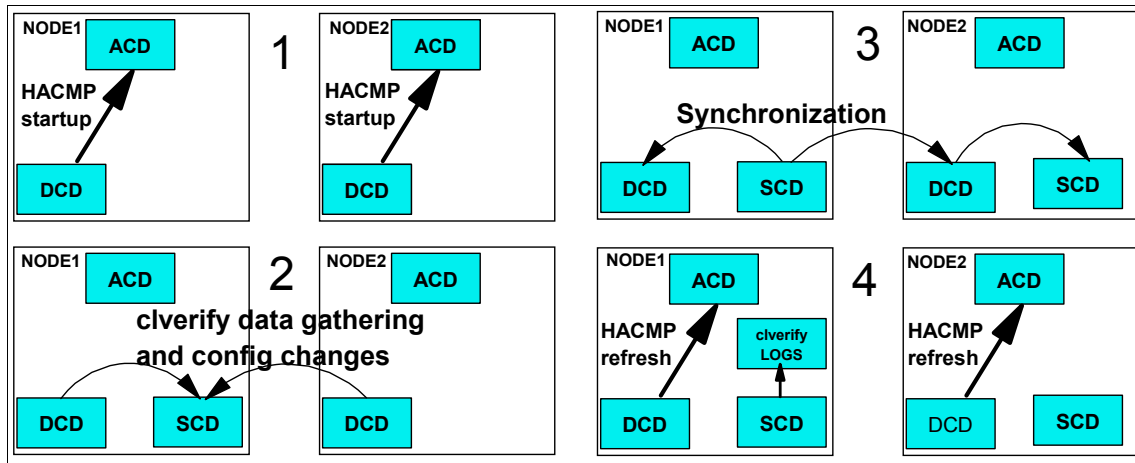 NODE1
ACD
1
HACMP
startup
DCD
NODE2
ACD
HACMP
startup
DCD
NODE1
ACD
2
NODE2
ACD
clverify data gathering
and config changes
DCD
SCD
DCD
NODE1
ACD
3
NODE2
ACD
Synchronization
DCD
SCD
DCD
SCD
NODE1
ACD
4
HACMP
refresh
clverify
LOGS
DCD
SCD
NODE2
ACD
HACMP
refresh
DCD
SCD